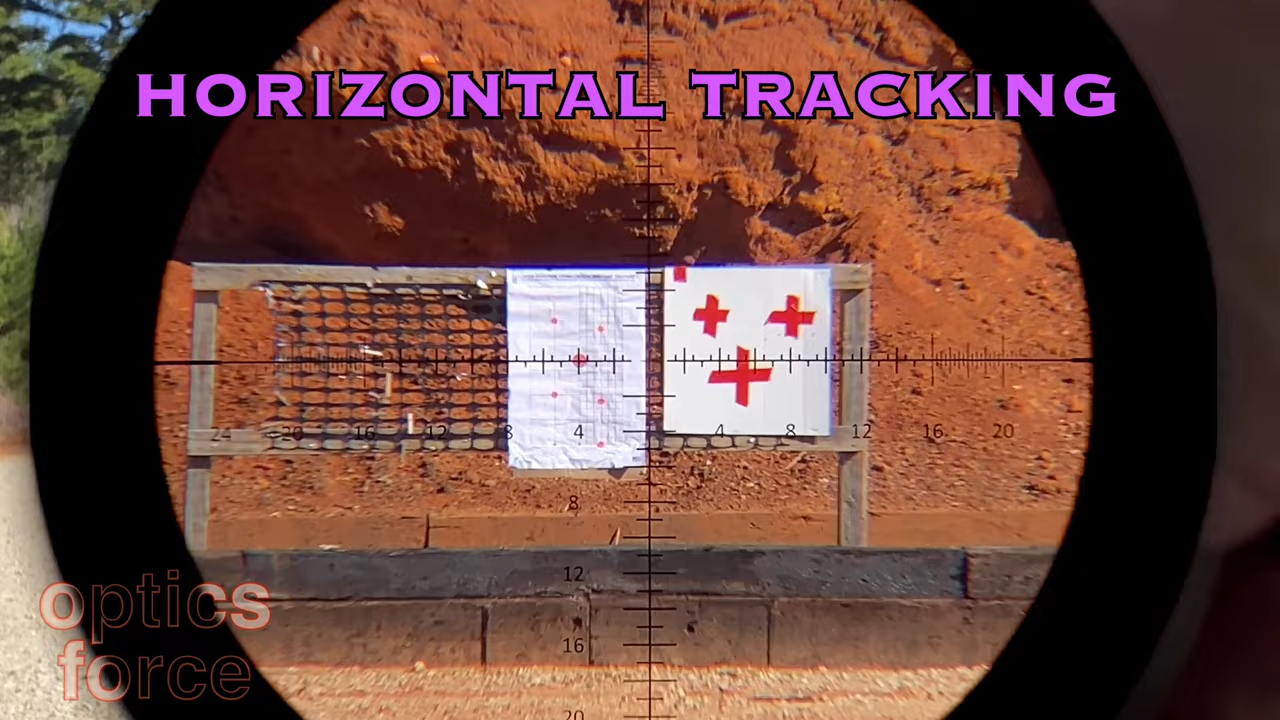 HORIZONTAL TRACKING
24 20 16 12 8 4 4 8 12 16 20
8
12
16
20
optics
force